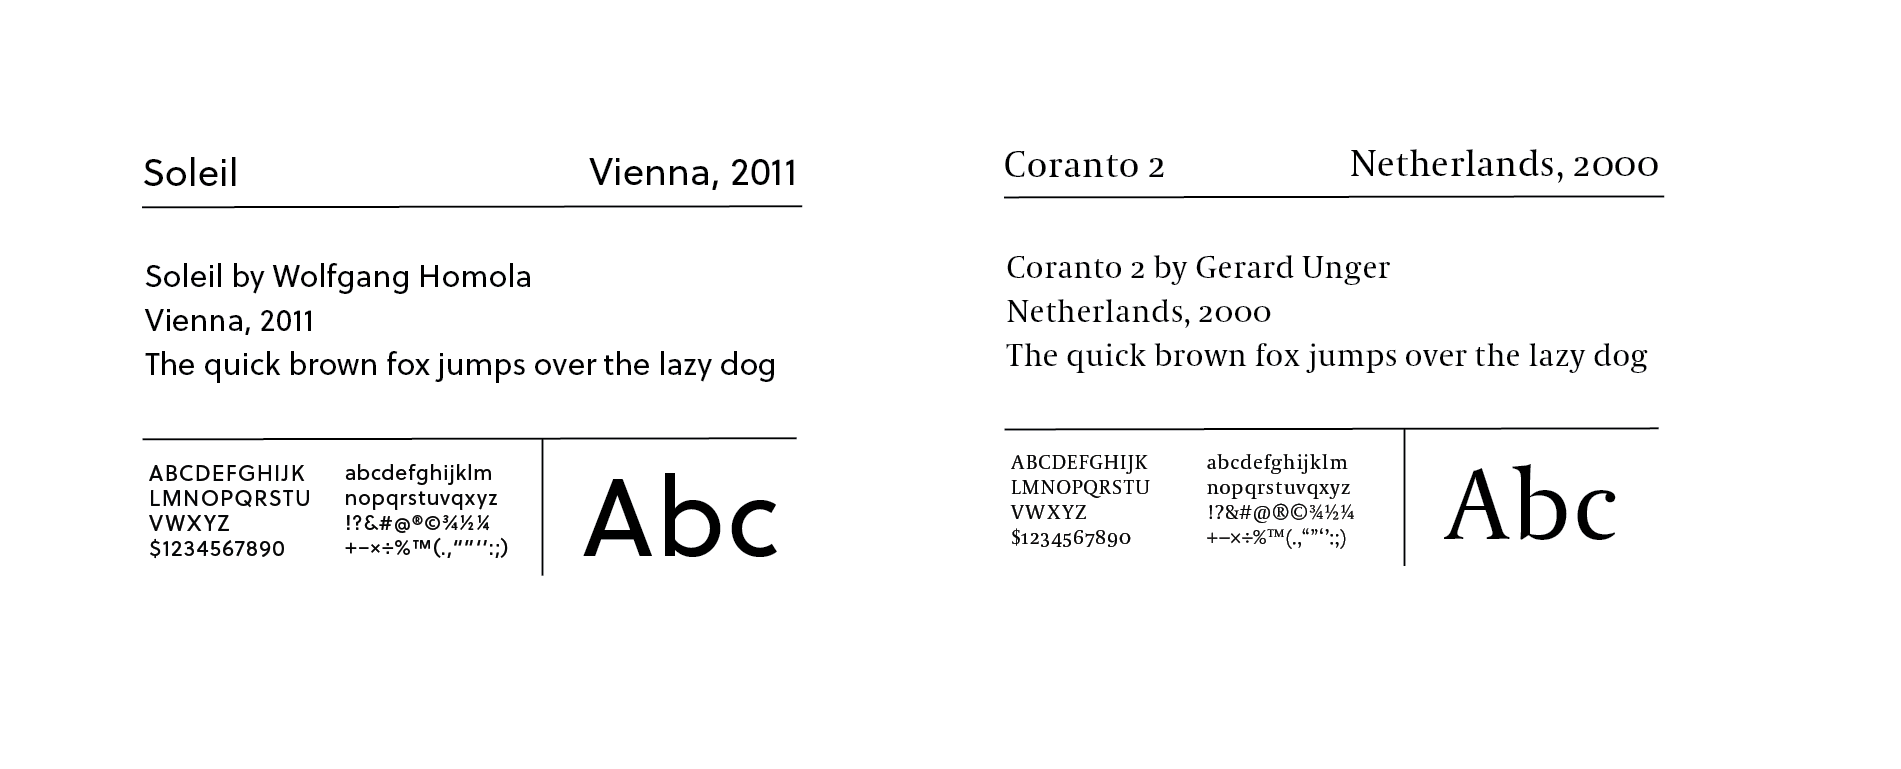 Soleil
Vienna, 2011
Soleil by Wolfgang Homola
Vienna, 2011
The quick brown fox jumps over the lazy dog
ABCDEFGHIJK
LMNOPQRSTU
VWXYZ
$1234567890
abcdefghijklm
nopqrstuvqxyz
!?&#@®©¾½¼
+−×÷%™(.,“”‘’:;)
Abc
Coranto 2
Netherlands, 2000
Coranto 2 by Gerard Unger
Netherlands, 2000
The quick brown fox jumps over the lazy dog
ABCDEFGHIJK
LMNOPQRSTU
VWXYZ
$1234567890
abcdefghijklm
nopqrstuvqxyz
!?&#@®©¾½¼
+−×÷%™(.,“”‘’:;)
Abc